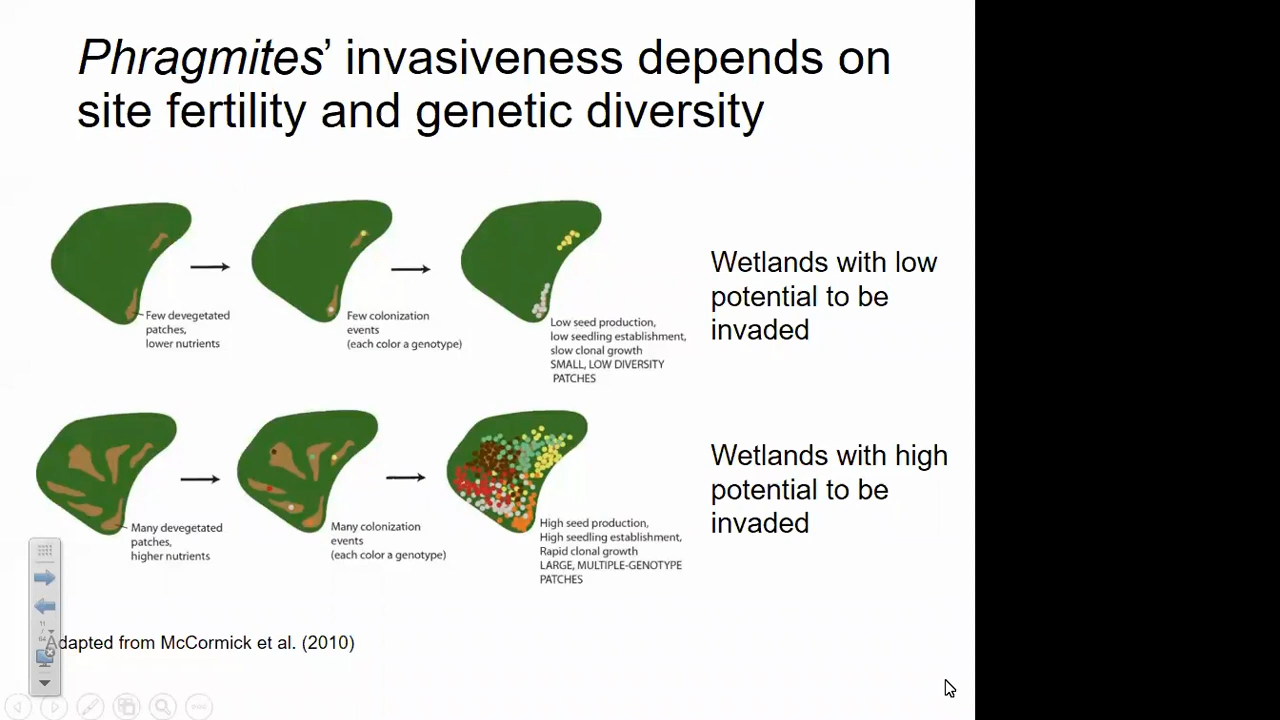 Phragmites' invasiveness depends on
site fertility and genetic diversity
Few devegetated
patches,
lower nutrients
Few colonization
events
(each color a genotype)
Low seed production,
low seedling establishment,
slow clonal growth
SMALL, LOW DIVERSITY
PATCHES
Wetlands with low
potential to be
invaded
Many devegetated
patches,
higher nutrients
Many colonization
events
(each color a genotype)
High seed production,
High seedling establishment,
Rapid clonal growth
LARGE, MULTIPLE-GENOTYPE
PATCHES
Wetlands with high
potential to be
invaded
11
/
Adapted from McCormick et al. (2010)